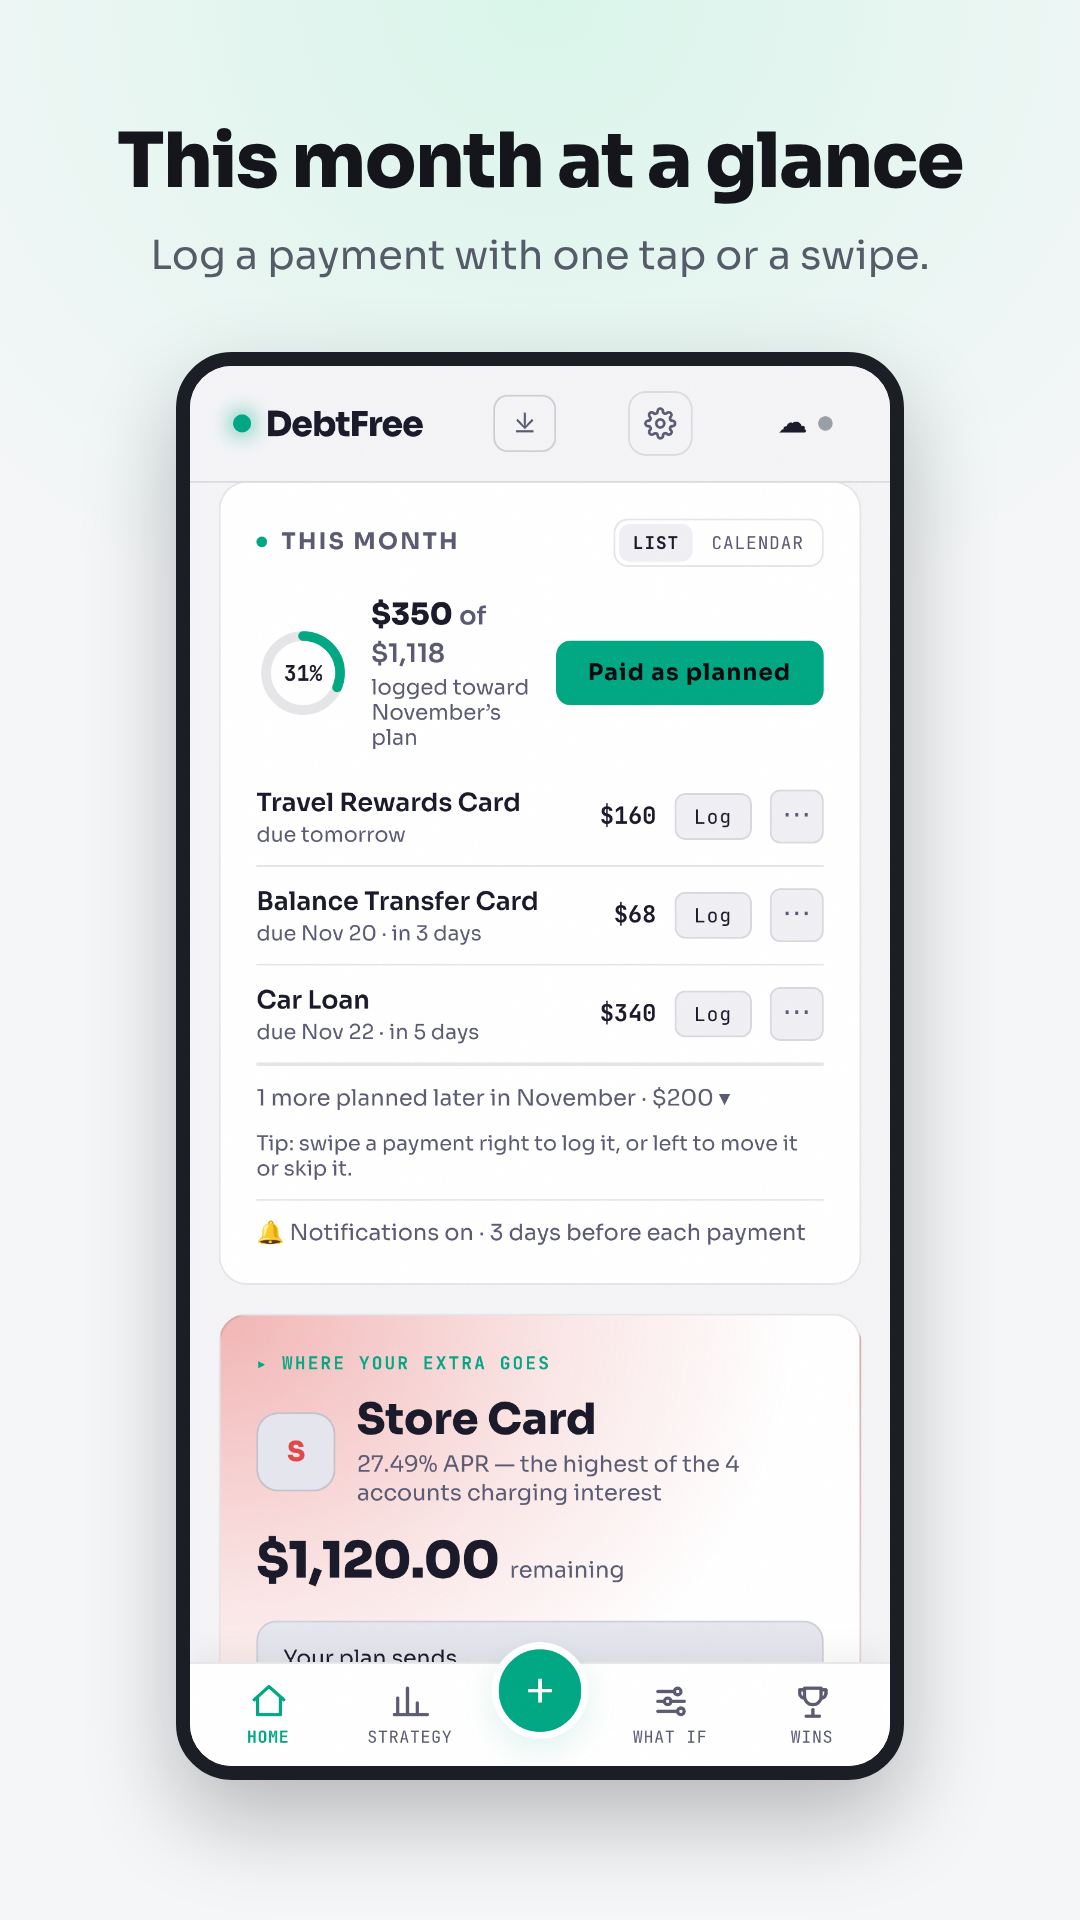 This month at a glance
Log a payment with one tap or a swipe.
DebtFree
THIS MONTH
LIST
CALENDAR
31%
$350 of
$1,118
logged toward
November's
plan
Paid as planned
Travel Rewards Card
due tomorrow
$160
Log
...
Balance Transfer Card
due Nov 20 · in 3 days
$68
Log
...
Car Loan
due Nov 22 · in 5 days
$340
Log
...
1 more planned later in November · $200 ▾
Tip: swipe a payment right to log it, or left to move it
or skip it.
🔔 Notifications on · 3 days before each payment
▸ WHERE YOUR EXTRA GOES
S
Store Card
27.49% APR — the highest of the 4
accounts charging interest
$1,120.00 remaining
Your plan sends
+
HOME
STRATEGY
WHAT IF
WINS